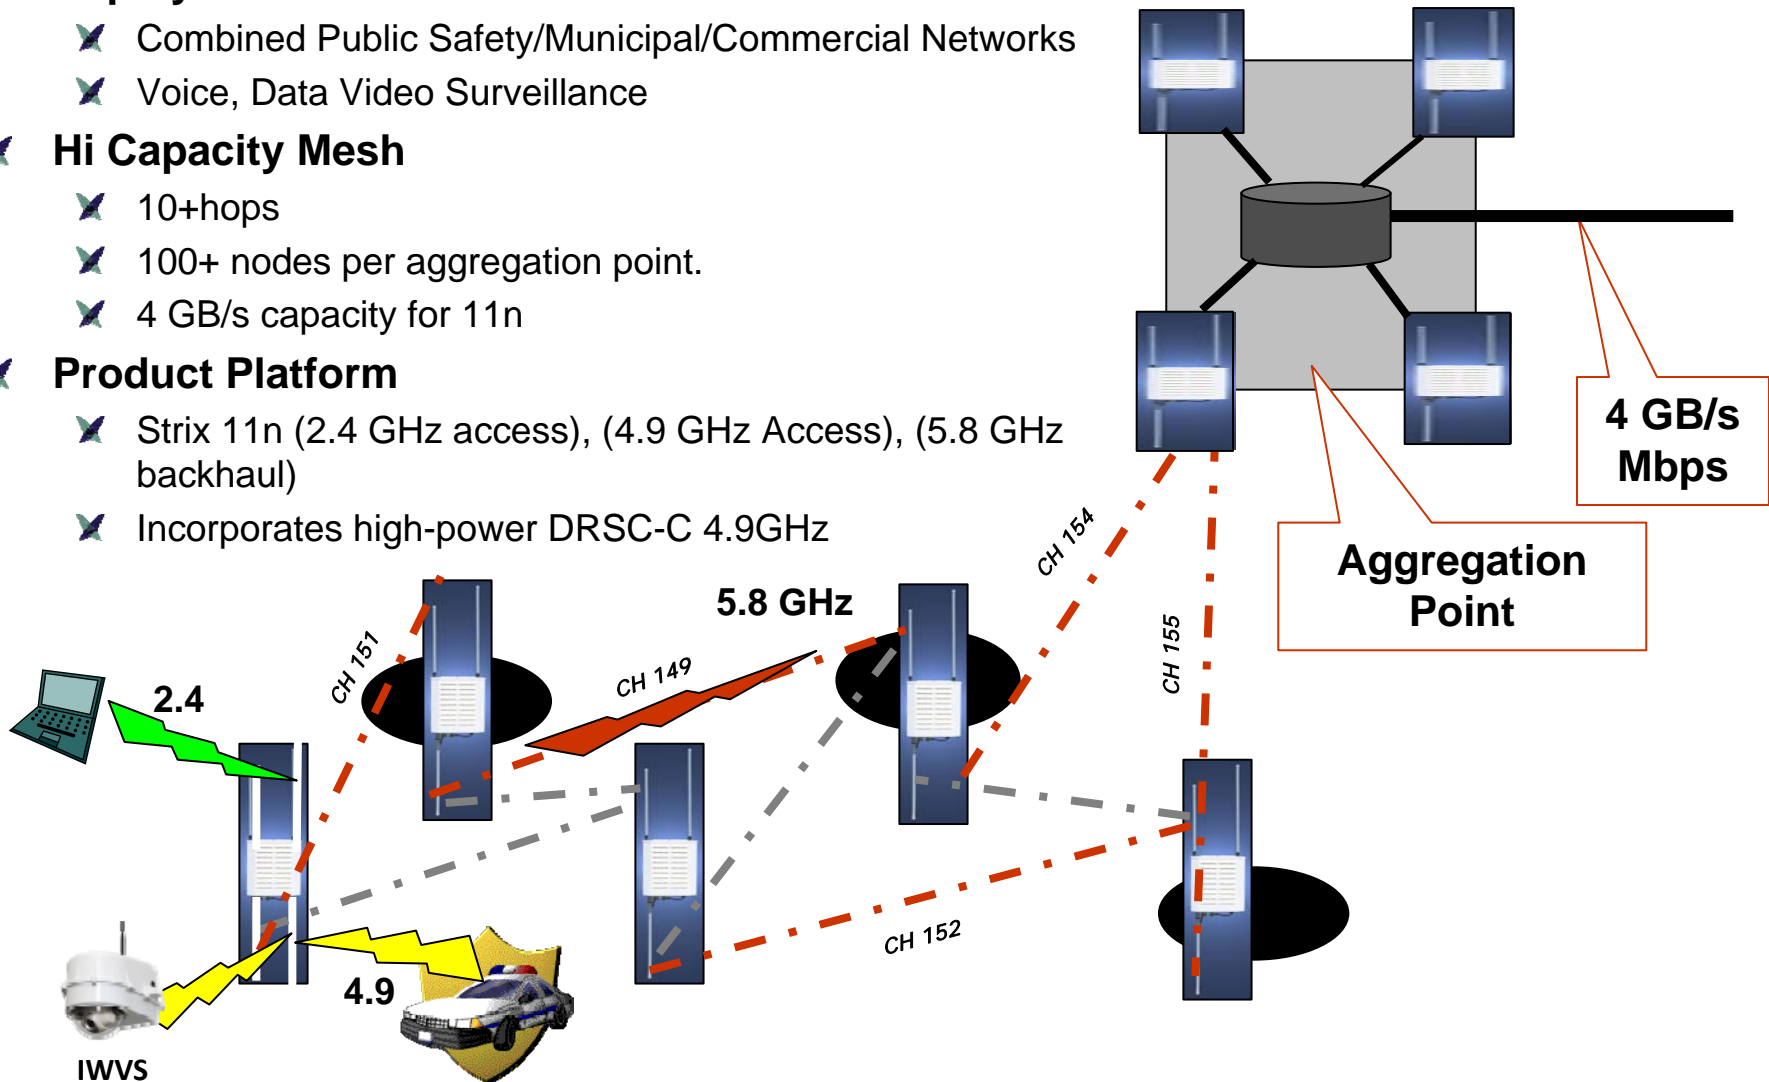 Combined Public Safety/Municipal/Commercial Networks
Voice, Data Video Surveillance
Hi Capacity Mesh
10+hops
100+ nodes per aggregation point.
4 GB/s capacity for 11n
Product Platform
Strix 11n (2.4 GHz access), (4.9 GHz Access), (5.8 GHz
backhaul)
Incorporates high-power DRSC-C 4.9GHz
4 GB/s
Mbps
Aggregation
Point
CH 154
CH 155
5.8 GHz
CH 151
CH 149
2.4
CH 152
4.9
IWVS